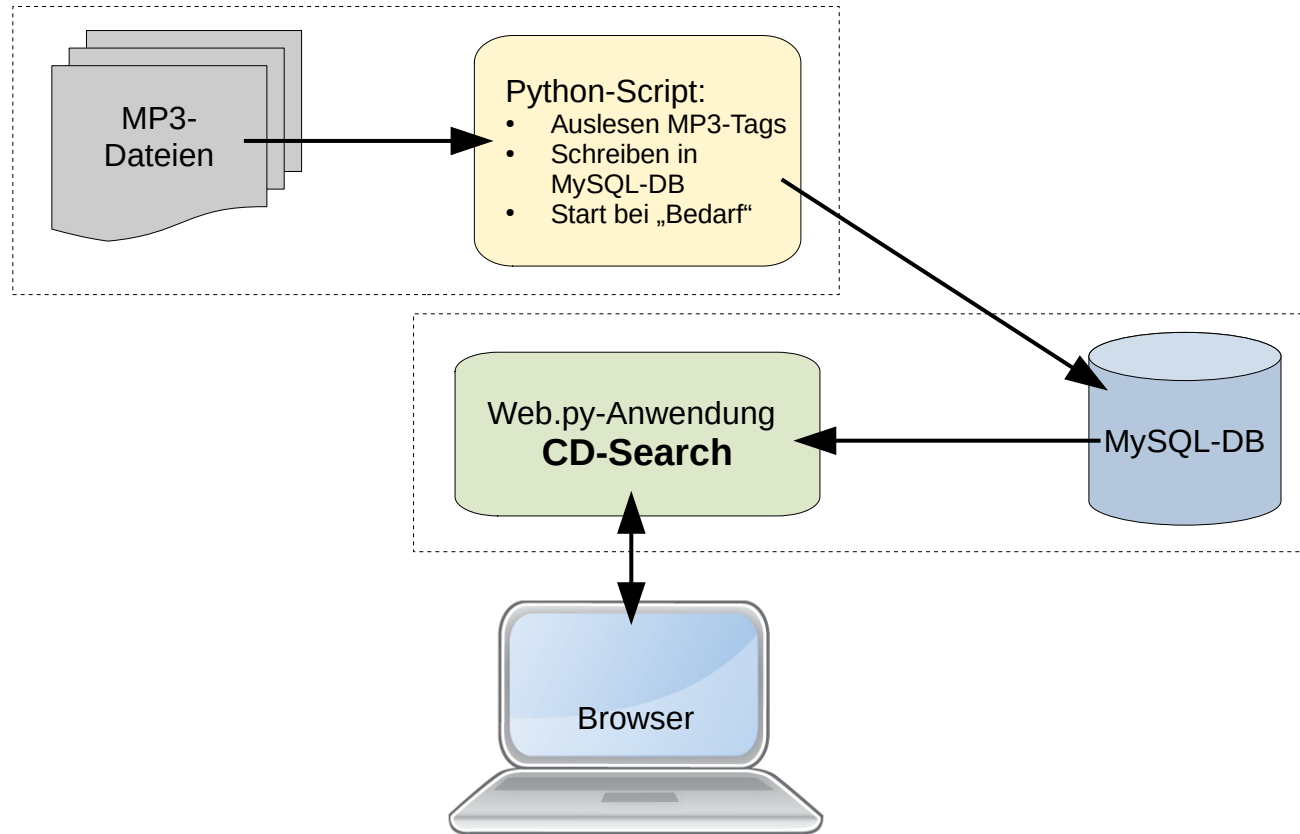 MP3-
Dateien
Python-Script:
• Auslesen MP3-Tags
• Schreiben in
MySQL-DB
• Start bei „Bedarf“
Web.py-Anwendung
CD-Search
MySQL-DB
Browser